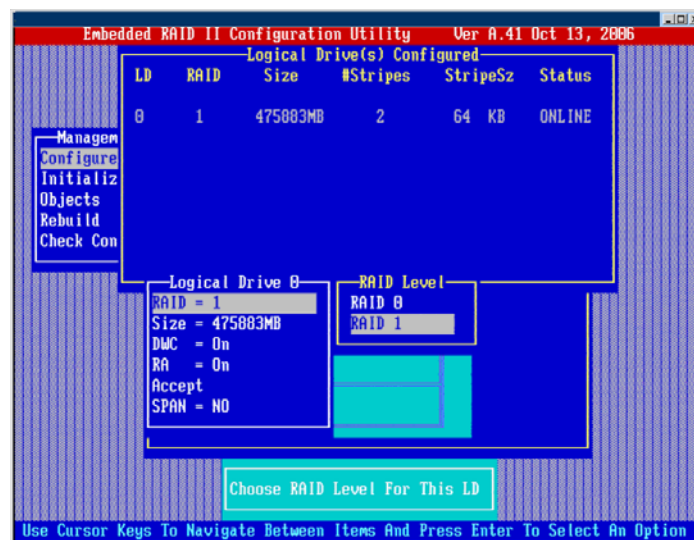 Embedded RAID II Configuration Utility Ver A.41 Oct 13, 2006
Logical Drive(s) Configured
LD RAID Size #Stripes StripeSz Status
0 1 475883MB 2 64 KB ONLINE
Managem
Configure
Initializ
Objects
Rebuild
Check Con
Logical Drive 0
RAID = 1
Size = 475883MB
DWC = On
RA = On
Accept
SPAN = NO
RAID Level
RAID 0
RAID 1
Choose RAID Level For This LD
Use Cursor Keys To Navigate Between Items And Press Enter To Select An Option